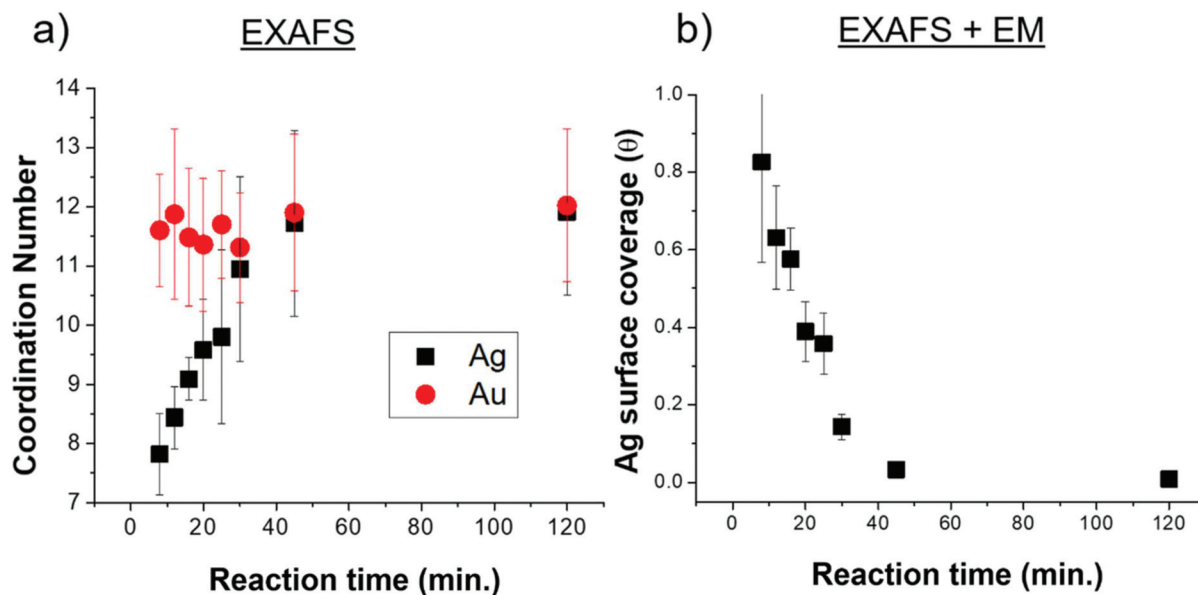 a) EXAFS
Coordination Number
14
13
12
11
10
9
8
7
Ag
Au
0 20 40 60 80 100 120
Reaction time (min.)
b) EXAFS + EM
Ag surface coverage (θ)
1.0
0.8
0.6
0.4
0.2
0.0
0 20 40 60 80 100 120
Reaction time (min.)